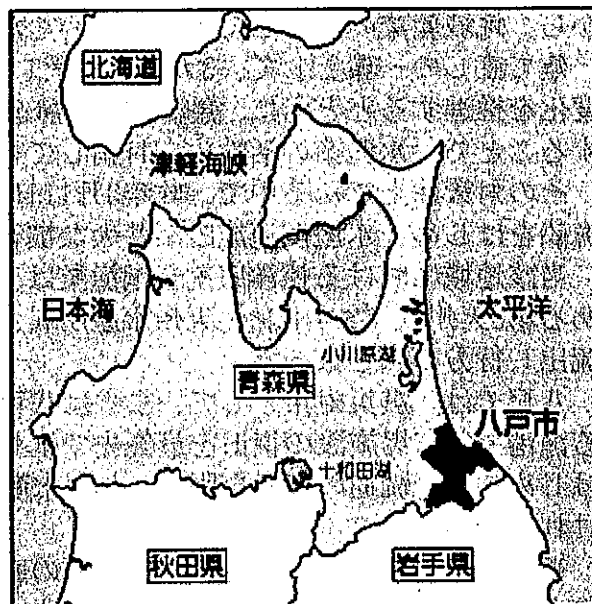 北海道
津軽海峡
日本海
太平洋
小川原湖
青森県
八戸市
十和田湖
秋田県
岩手県